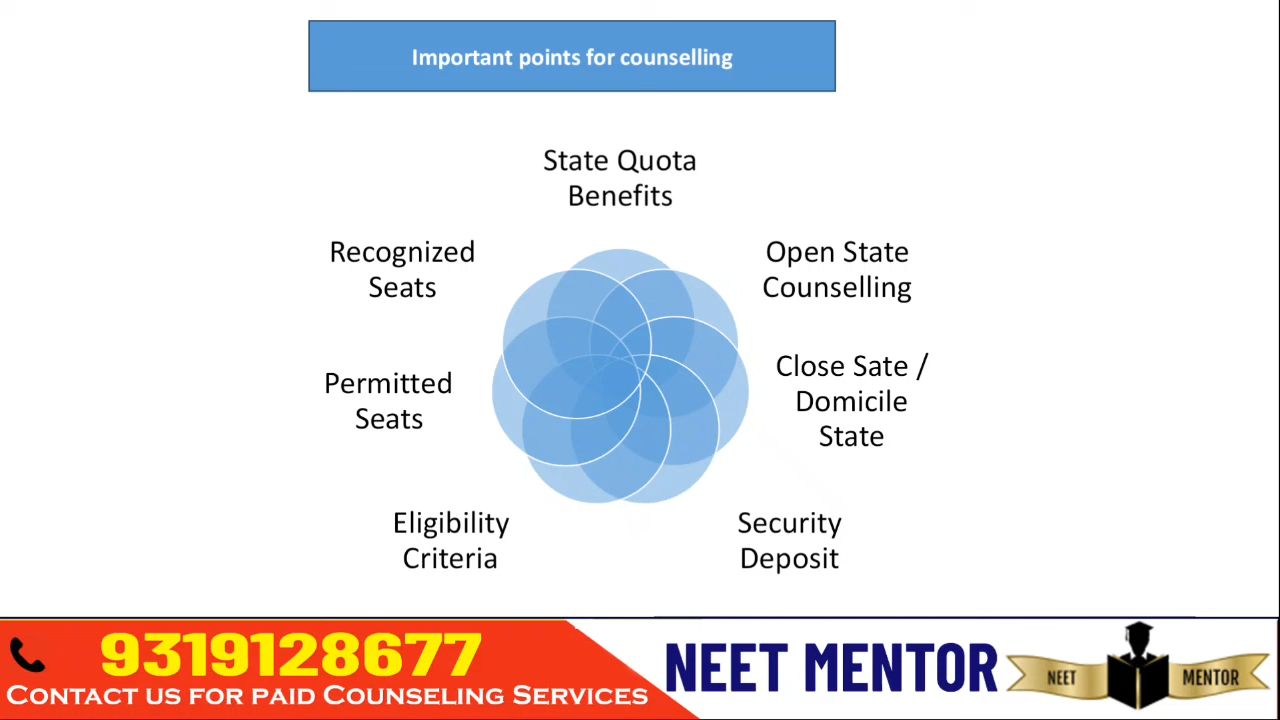 Important points for counselling
State Quota
Benefits
Open State
Counselling
Close Sate /
Domicile
State
Security
Deposit
Eligibility
Criteria
Permitted
Seats
Recognized
Seats
9319128677
CONTACT US FOR PAID COUNSELING SERVICES
NEET MENTOR
NEET
MENTOR